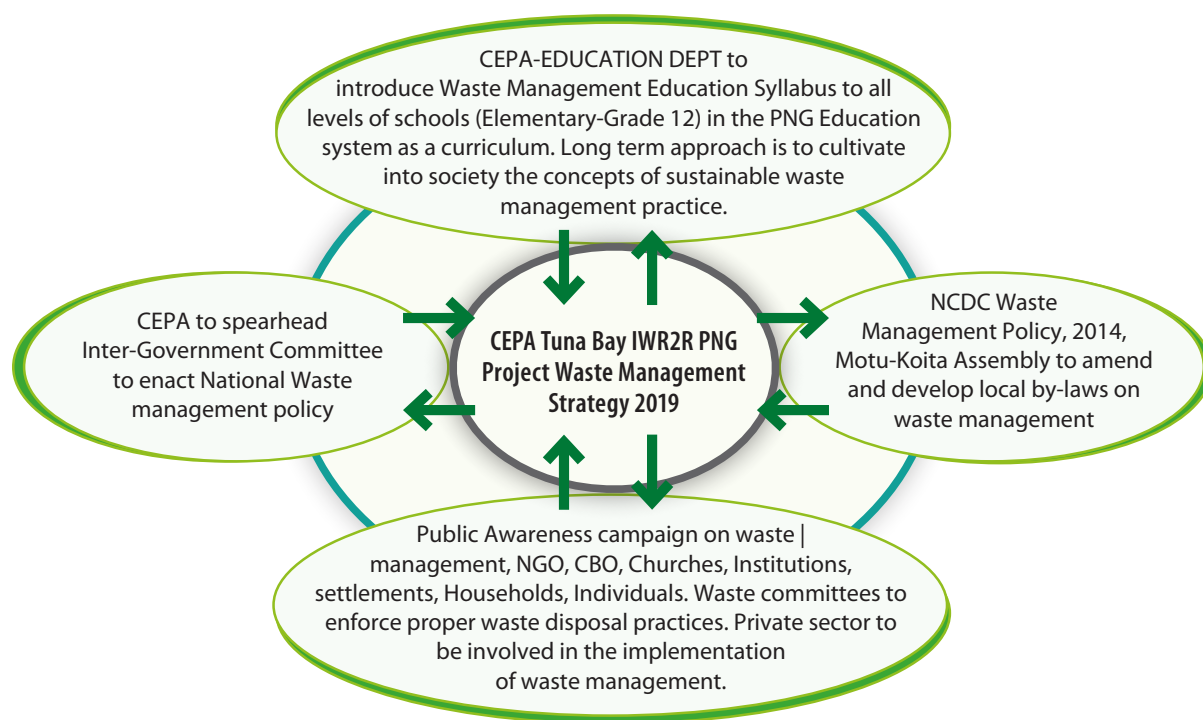 CEPA-EDUCATION DEPT to
introduce Waste Management Education Syllabus to all
levels of schools (Elementary-Grade 12) in the PNG Education
system as a curriculum. Long term approach is to cultivate
into society the concepts of sustainable waste
management practice.
CEPA to spearhead
Inter-Government Committee
to enact National Waste
management policy
CEPA Tuna Bay IWR2R PNG
Project Waste Management
Strategy 2019
NCDC Waste
Management Policy, 2014,
Motu-Koita Assembly to amend
and develop local by-laws on
waste management
Public Awareness campaign on waste |
management, NGO, CBO, Churches, Institutions,
settlements, Households, Individuals. Waste committees to
enforce proper waste disposal practices. Private sector to
be involved in the implementation
of waste management.